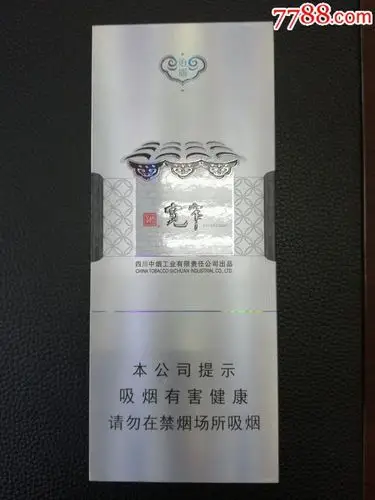 7788.com
宽窄
四川中烟工业有限责任公司出品
CHINA TOBACCO SICHUAN INDUSTRIAL CO., LTD.
本公司提示
吸烟有害健康
请勿在禁烟场所吸烟